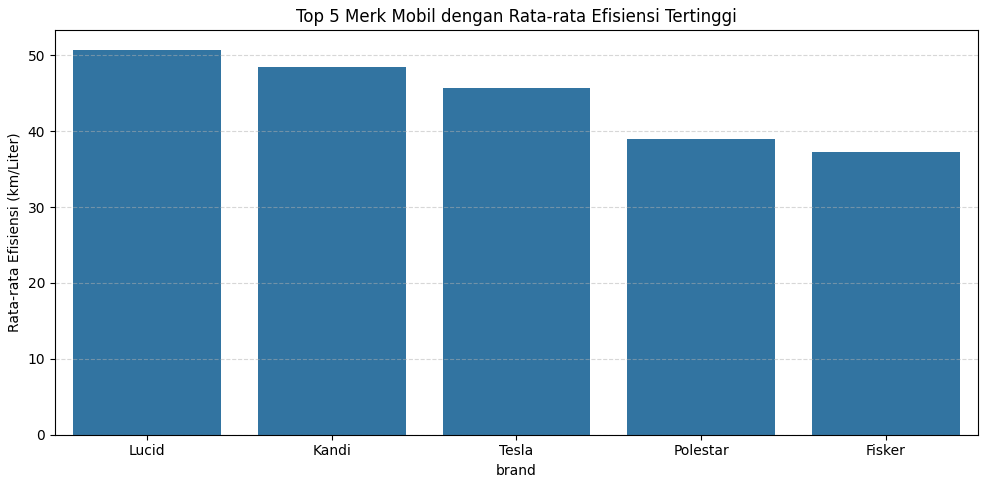 Top 5 Merk Mobil dengan Rata-rata Efisiensi Tertinggi
Rata-rata Efisiensi (km/Liter)
50
40
30
20
10
0
Lucid Kandi Tesla Polestar Fisker
brand